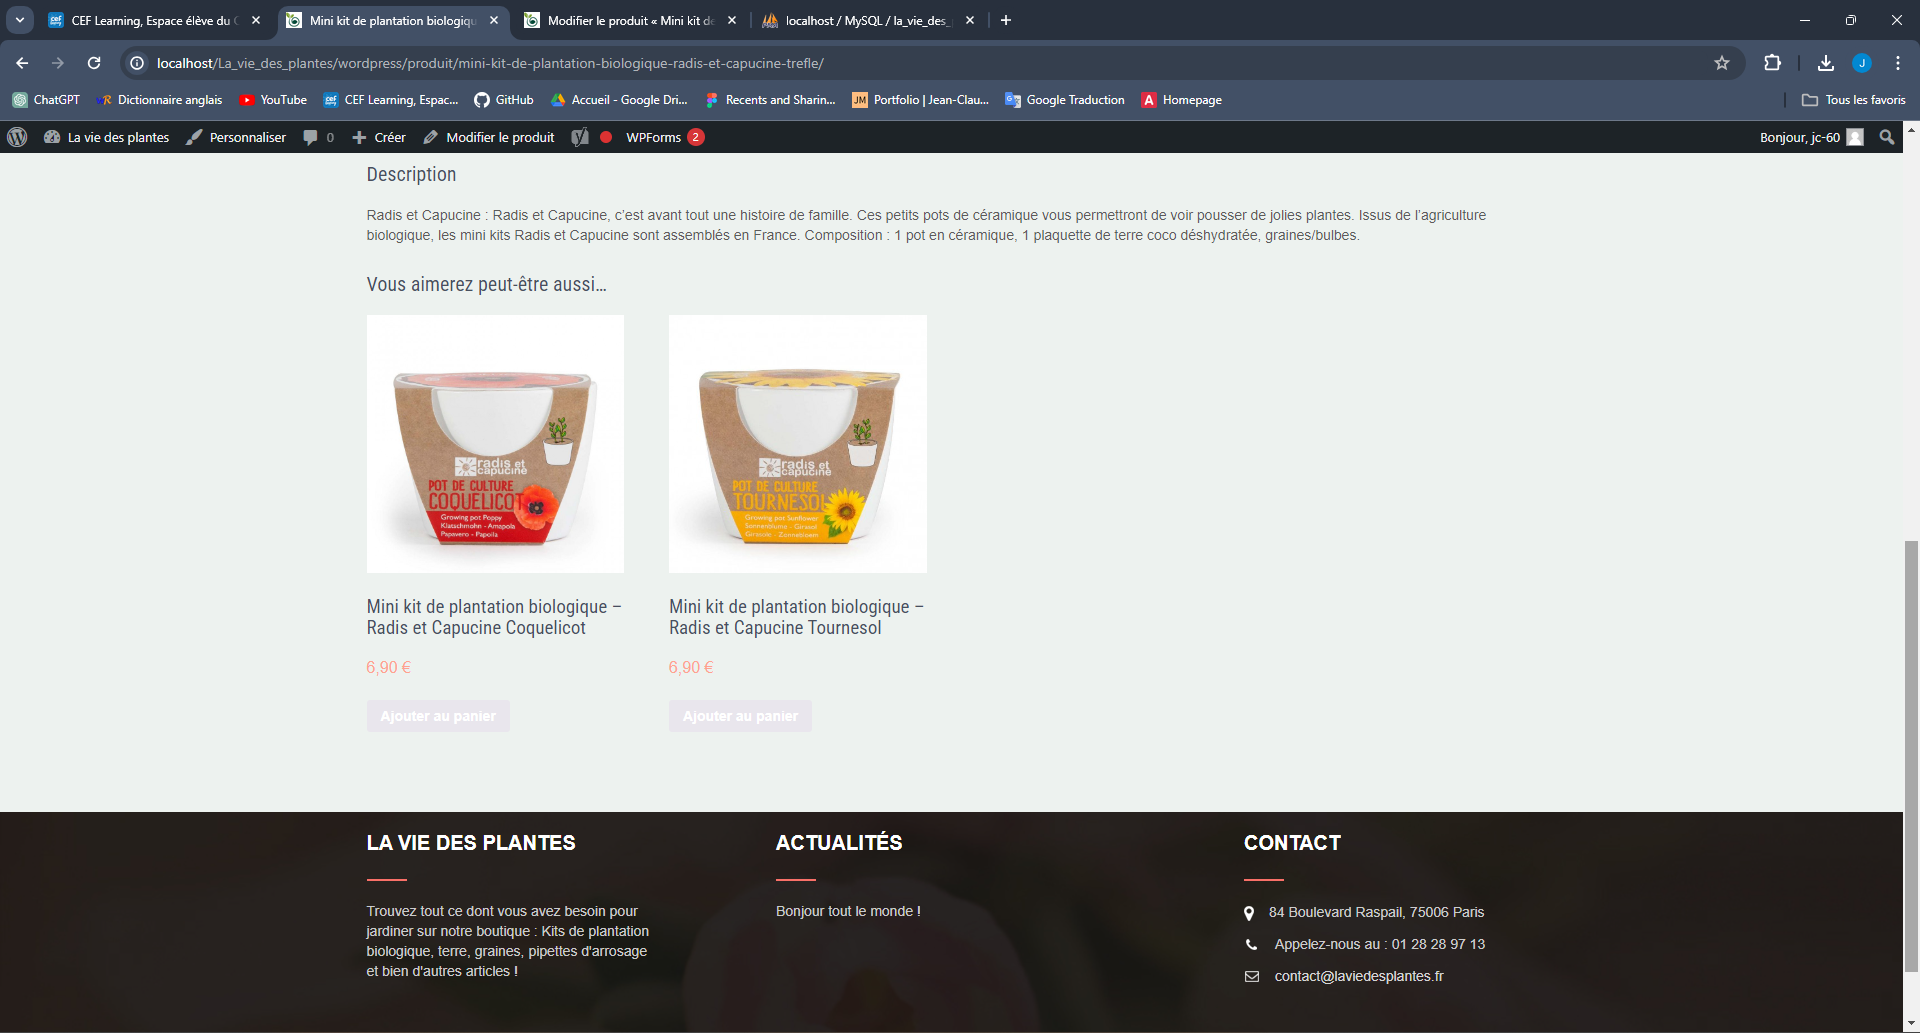 CEF Learning, Espace élève du C
Mini kit de plantation biologiqu
Modifier le produit « Mini kit de
localhost / MySQL / la_vie_des_p
localhost/La_vie_des_plantes/wordpress/produit/mini-kit-de-plantation-biologique-radis-et-capucine-trefle/
J
ChatGPT
Dictionnaire anglais
YouTube
CEF Learning, Espac...
GitHub
Accueil - Google Dri...
Recents and Sharin...
JM
Portfolio | Jean-Clau...
Google Traduction
A
Homepage
Tous les favoris
La vie des plantes
Personnaliser
0
Créer
Modifier le produit
WPForms
2
Bonjour, jc-60
Description
Radis et Capucine : Radis et Capucine, c’est avant tout une histoire de famille. Ces petits pots de céramique vous permettront de voir pousser de jolies plantes. Issus de l’agriculture
biologique, les mini kits Radis et Capucine sont assemblés en France. Composition : 1 pot en céramique, 1 plaquette de terre coco déshydratée, graines/bulbes.
Vous aimerez peut-être aussi…
radis et
capucine
POT DE CULTURE
COQUELICOT
Growing pot Poppy
Klatschmohn - Amapola
Papavero - Papoila
radis et
capucine
POT DE CULTURE
TOURNESOL
Growing pot Sunflower
Sonnenblume - Girasol
Girasole - Zonnebloem
Mini kit de plantation biologique –
Radis et Capucine Coquelicot
6,90 €
Ajouter au panier
Mini kit de plantation biologique –
Radis et Capucine Tournesol
6,90 €
Ajouter au panier
LA VIE DES PLANTES
Trouvez tout ce dont vous avez besoin pour
jardiner sur notre boutique : Kits de plantation
biologique, terre, graines, pipettes d'arrosage
et bien d'autres articles !
ACTUALITÉS
Bonjour tout le monde !
CONTACT
84 Boulevard Raspail, 75006 Paris
Appelez-nous au : 01 28 28 97 13
contact@laviedesplantes.fr